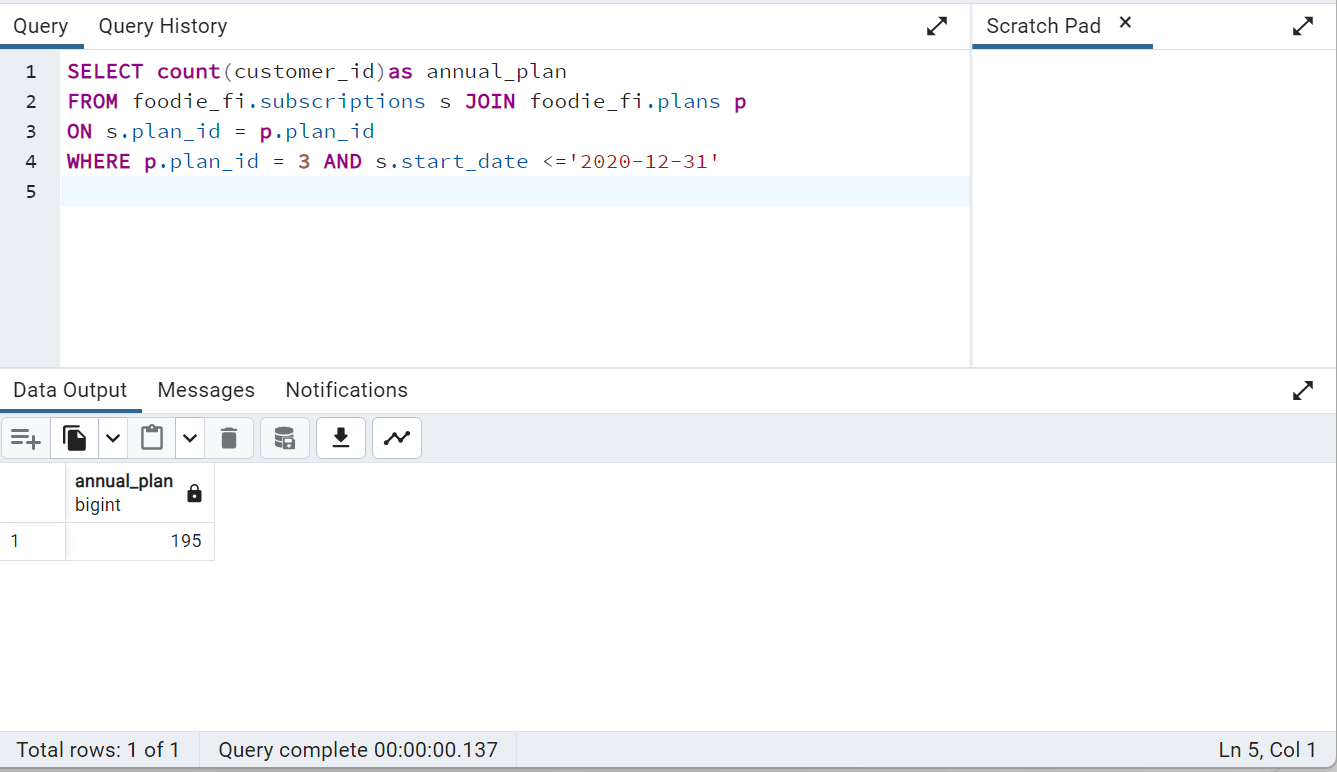 Query Query History Scratch Pad ×
1 SELECT count(customer_id)as annual_plan
2 FROM foodie_fi.subscriptions s JOIN foodie_fi.plans p
3 ON s.plan_id = p.plan_id
4 WHERE p.plan_id = 3 AND s.start_date <='2020-12-31'
5
Data Output Messages Notifications
annual_plan
bigint
1 195
Total rows: 1 of 1 Query complete 00:00:00.137 Ln 5, Col 1